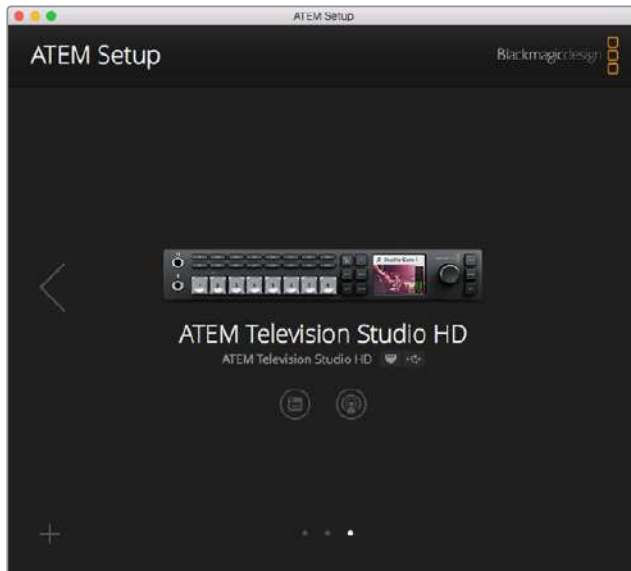 ATEM Setup
ATEM Setup
Blackmagicdesign
ATEM Television Studio HD
ATEM Television Studio HD